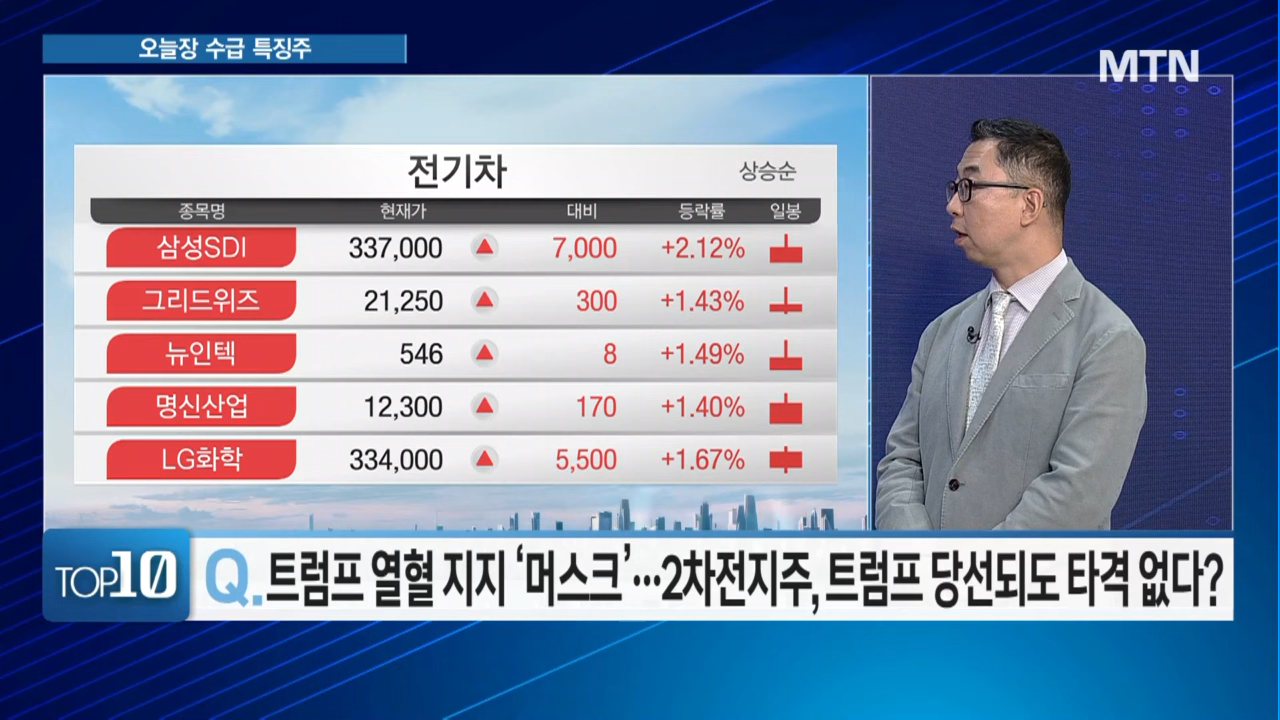 오늘장 수급 특징주
MTN
전기차
상승순
종목명 현재가 대비 등락률 일봉
삼성SDI 337,000 ▲ 7,000 +2.12%
그리드위즈 21,250 ▲ 300 +1.43%
뉴인텍 546 ▲ 8 +1.49%
명신산업 12,300 ▲ 170 +1.40%
LG화학 334,000 ▲ 5,500 +1.67%
TOP10
Q.트럼프 열혈 지지 ‘머스크’…2차전지주, 트럼프 당선되도 타격 없다?